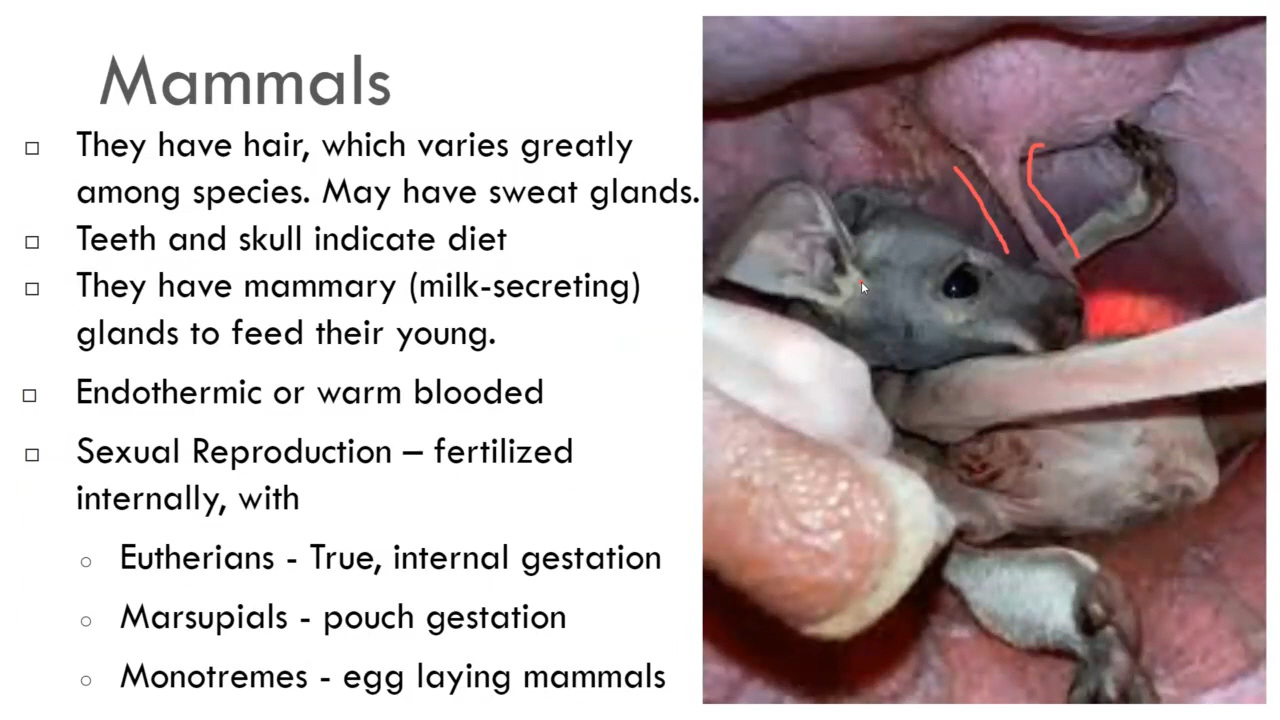 Mammals
They have hair, which varies greatly
among species. May have sweat glands.
Teeth and skull indicate diet
They have mammary (milk-secreting)
glands to feed their young.
Endothermic or warm blooded
Sexual Reproduction – fertilized
internally, with
Eutherians - True, internal gestation
Marsupials - pouch gestation
Monotremes - egg laying mammals